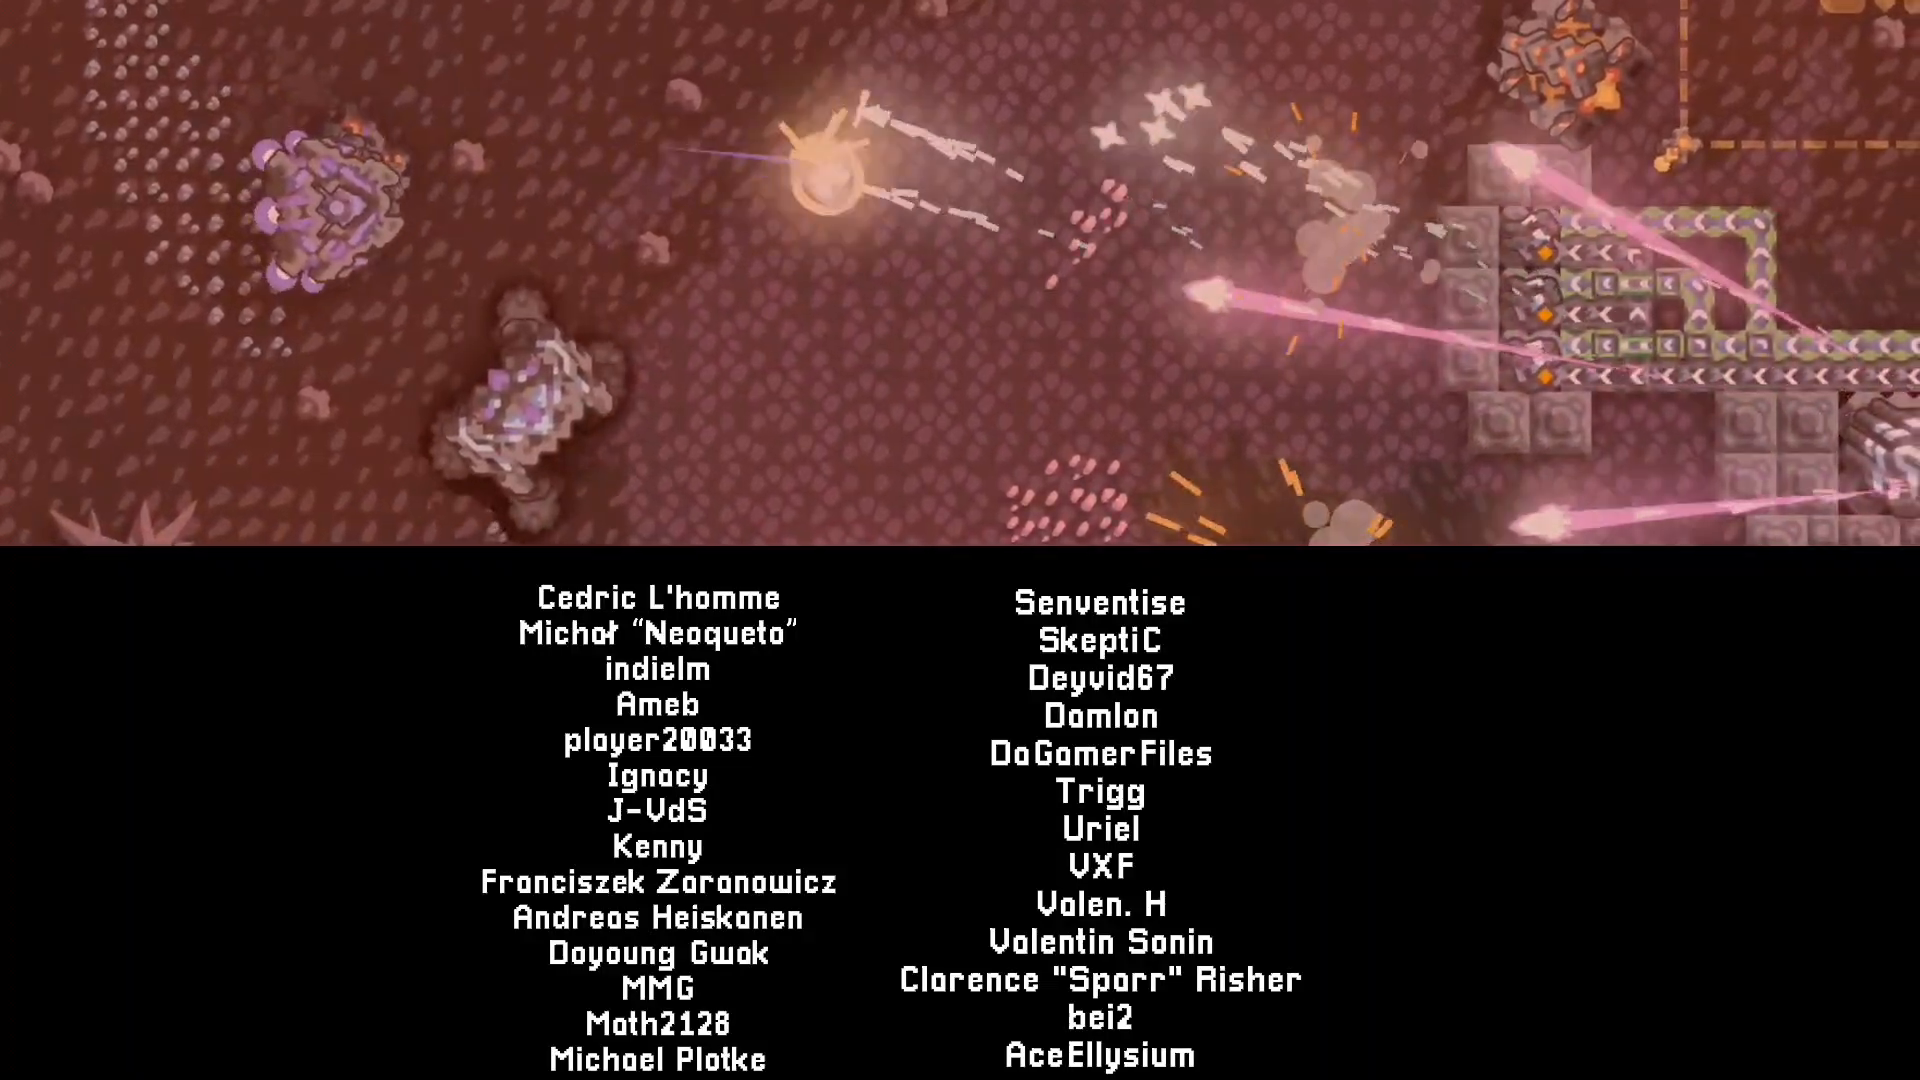 Cedric L'homme
Michał “Neoqueto”
indielm
Ameb
player20033
Ignacy
J-VdS
Kenny
Franciszek Zaranowicz
Andreas Heiskanen
Doyoung Gwak
MMG
Math2128
Michael Plotke
Senventise
SkeptiC
Deyvid67
Damlon
DaGamerFiles
Trigg
Uriel
VXF
Valen. H
Valentin Sonin
Clarence "Sparr" Risher
bei2
AceEllysium